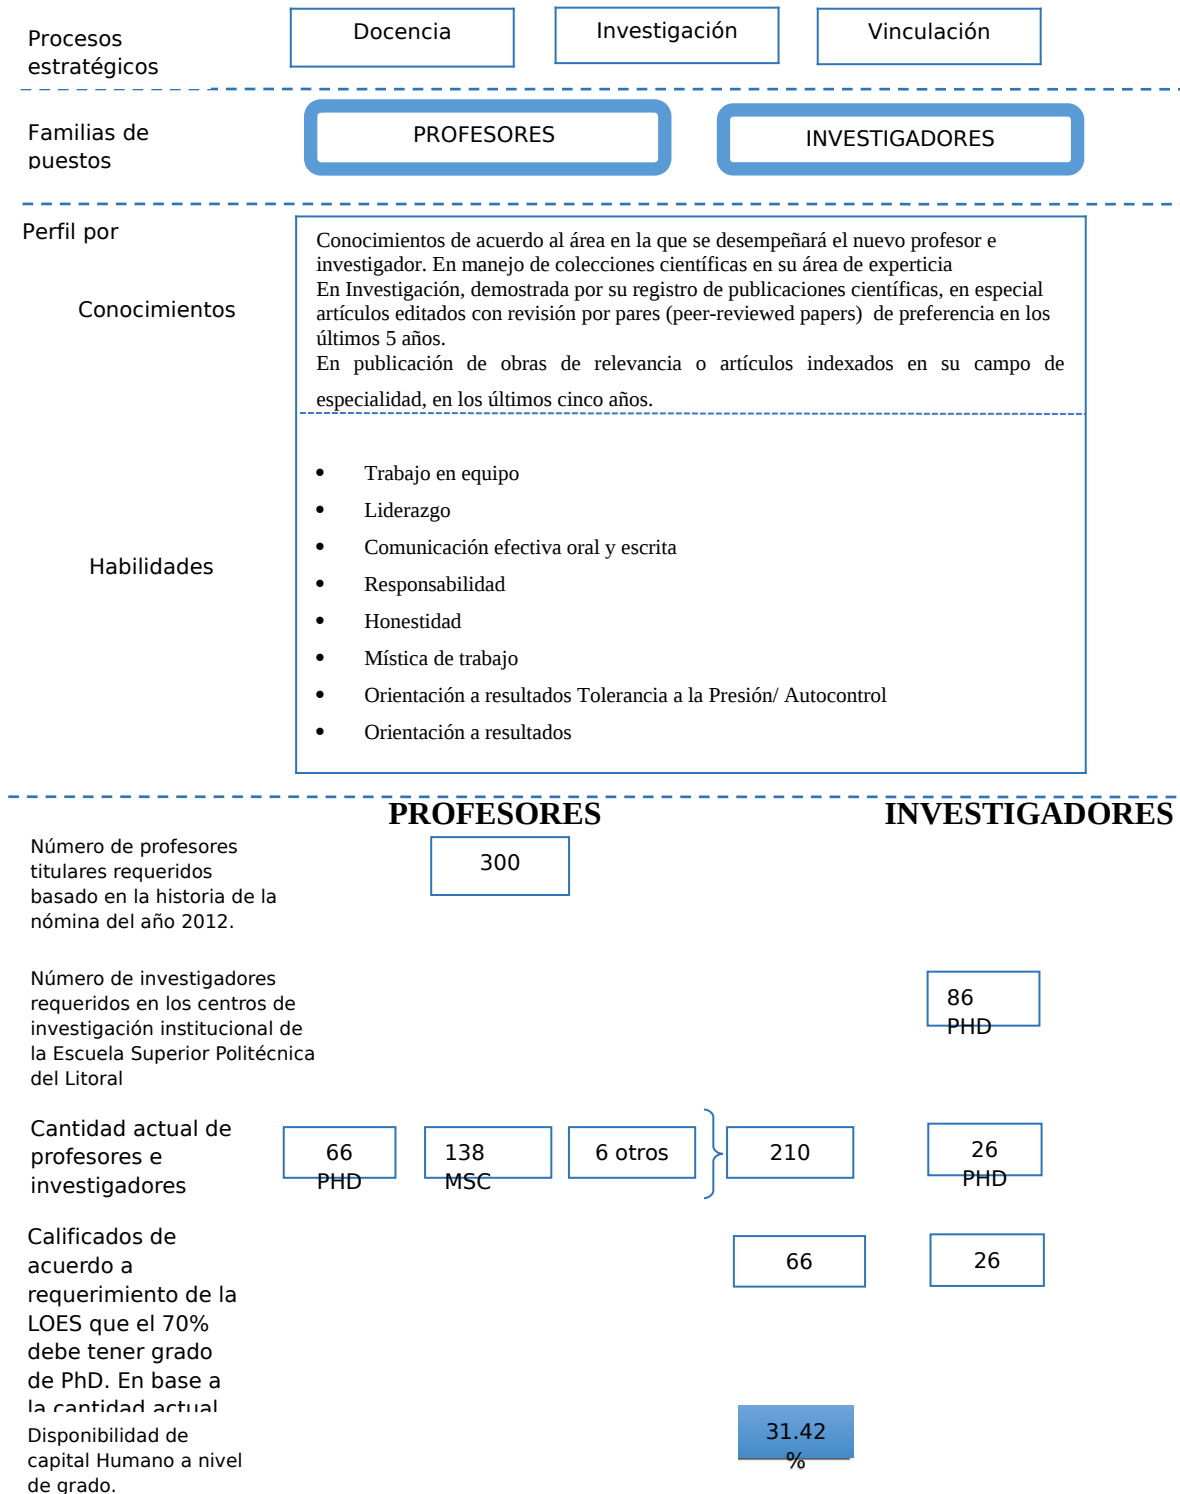 Procesos
estratégicos
Docencia
Investigación
Vinculación
Familias de
puestos
PROFESORES
INVESTIGADORES
Perfil por
Conocimientos
Conocimientos de acuerdo al área en la que se desempeñará el nuevo profesor e
investigador. En manejo de colecciones científicas en su área de experticia
En Investigación, demostrada por su registro de publicaciones científicas, en especial
artículos editados con revisión por pares (peer-reviewed papers) de preferencia en los
últimos 5 años.
En publicación de obras de relevancia o artículos indexados en su campo de
especialidad, en los últimos cinco años.
Habilidades
• Trabajo en equipo
• Liderazgo
• Comunicación efectiva oral y escrita
• Responsabilidad
• Honestidad
• Mística de trabajo
• Orientación a resultados Tolerancia a la Presión/ Autocontrol
• Orientación a resultados
PROFESORES
INVESTIGADORES
Número de profesores
titulares requeridos
basado en la historia de la
nómina del año 2012.
300
Número de investigadores
requeridos en los centros de
investigación institucional de
la Escuela Superior Politécnica
del Litoral
86
PHD
Cantidad actual de
profesores e
investigadores
66
PHD
138
MSC
6 otros
210
26
PHD
Calificados de
acuerdo a
requerimiento de la
LOES que el 70%
debe tener grado
de PhD. En base a
la cantidad actual
66
26
Disponibilidad de
capital Humano a nivel
de grado.
31.42
%